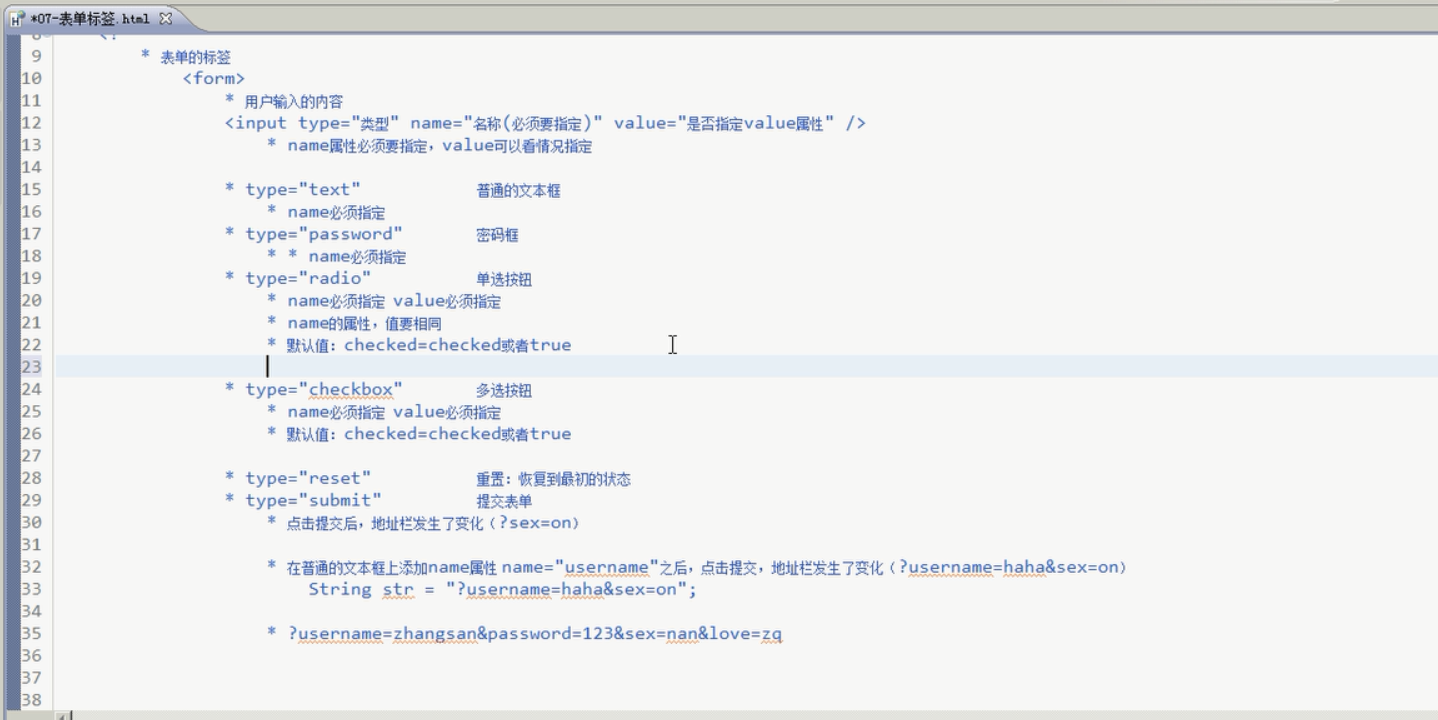 *07-表单标签.html
8 <!
9 * 表单的标签
10 <form>
11 * 用户输入的内容
12 <input type="类型" name="名称(必须要指定)" value="是否指定value属性" />
13 * name属性必须要指定，value可以看情况指定
14
15 * type="text" 普通的文本框
16 * name必须指定
17 * type="password" 密码框
18 * * name必须指定
19 * type="radio" 单选按钮
20 * name必须指定 value必须指定
21 * name的属性，值要相同
22 * 默认值：checked=checked或者true
23
24 * type="checkbox" 多选按钮
25 * name必须指定 value必须指定
26 * 默认值：checked=checked或者true
27
28 * type="reset" 重置：恢复到最初的状态
29 * type="submit" 提交表单
30 * 点击提交后，地址栏发生了变化（?sex=on）
31
32 * 在普通的文本框上添加name属性 name="username"之后，点击提交，地址栏发生了变化（?username=haha&sex=on）
33 String str = "?username=haha&sex=on";
34
35 * ?username=zhangsan&password=123&sex=nan&love=zq
36
37
38